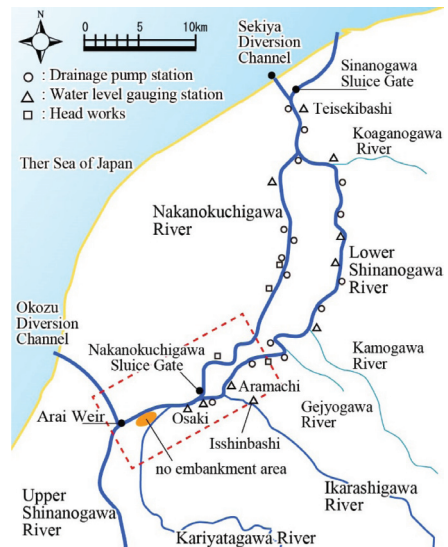 N
0
5
10km
○ : Drainage pump station
△ : Water level gauging station
□ : Head works
Sekiya
Diversion
Channel
Sinanogawa
Sluice Gate
Teisekibashi
Koaganogawa
River
Ther Sea of Japan
Nakanokuchigawa
River
Lower
Shinanogawa
River
Okozu
Diversion
Channel
Nakanokuchigawa
Sluice Gate
Kamogawa
River
Aramachi
Gejyogawa
River
Arai Weir
Osaki
Isshinbashi
no embankment area
Upper
Shinanogawa
River
Ikarashigawa
River
Kariyatagawa River